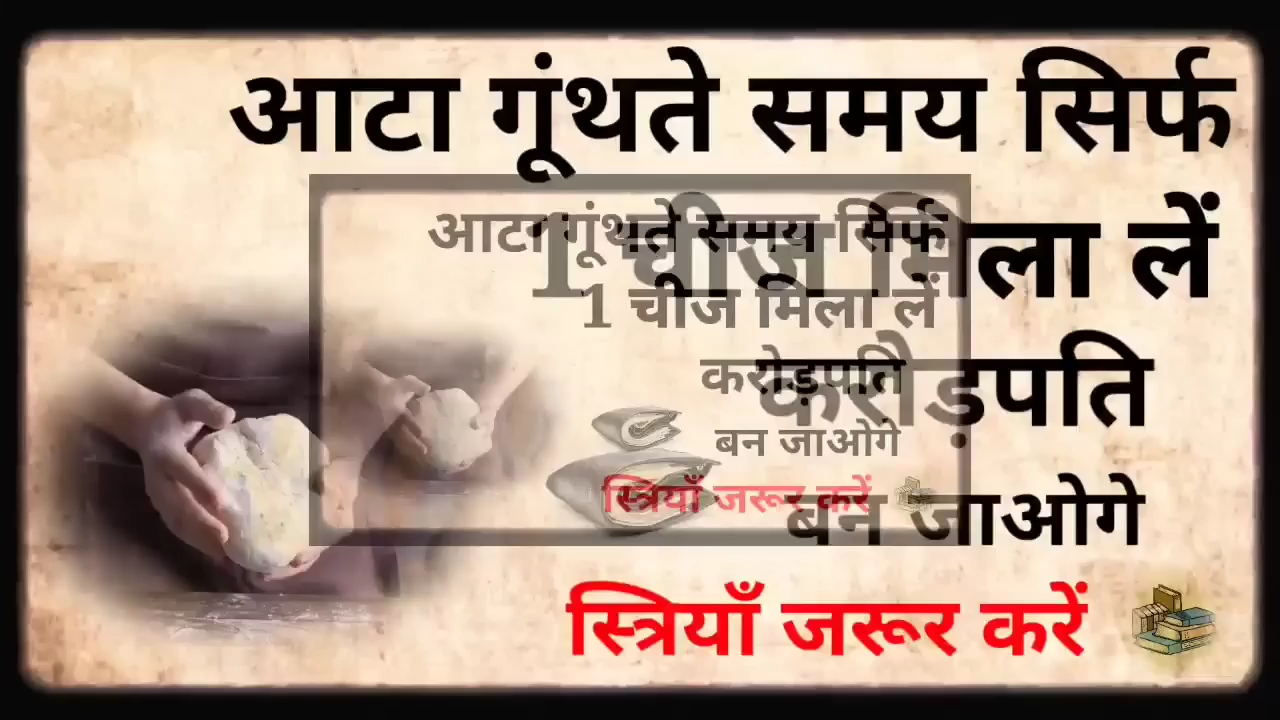 आटा गूंथते समय सिर्फ
1 चीज मिला लें
करोड़पति
बन जाओगे
स्त्रियाँ जरूर करें
आटा गूंथते समय सिर्फ
1 चीज मिला लें
करोड़पति
बन जाओगे
स्त्रियाँ जरूर करें